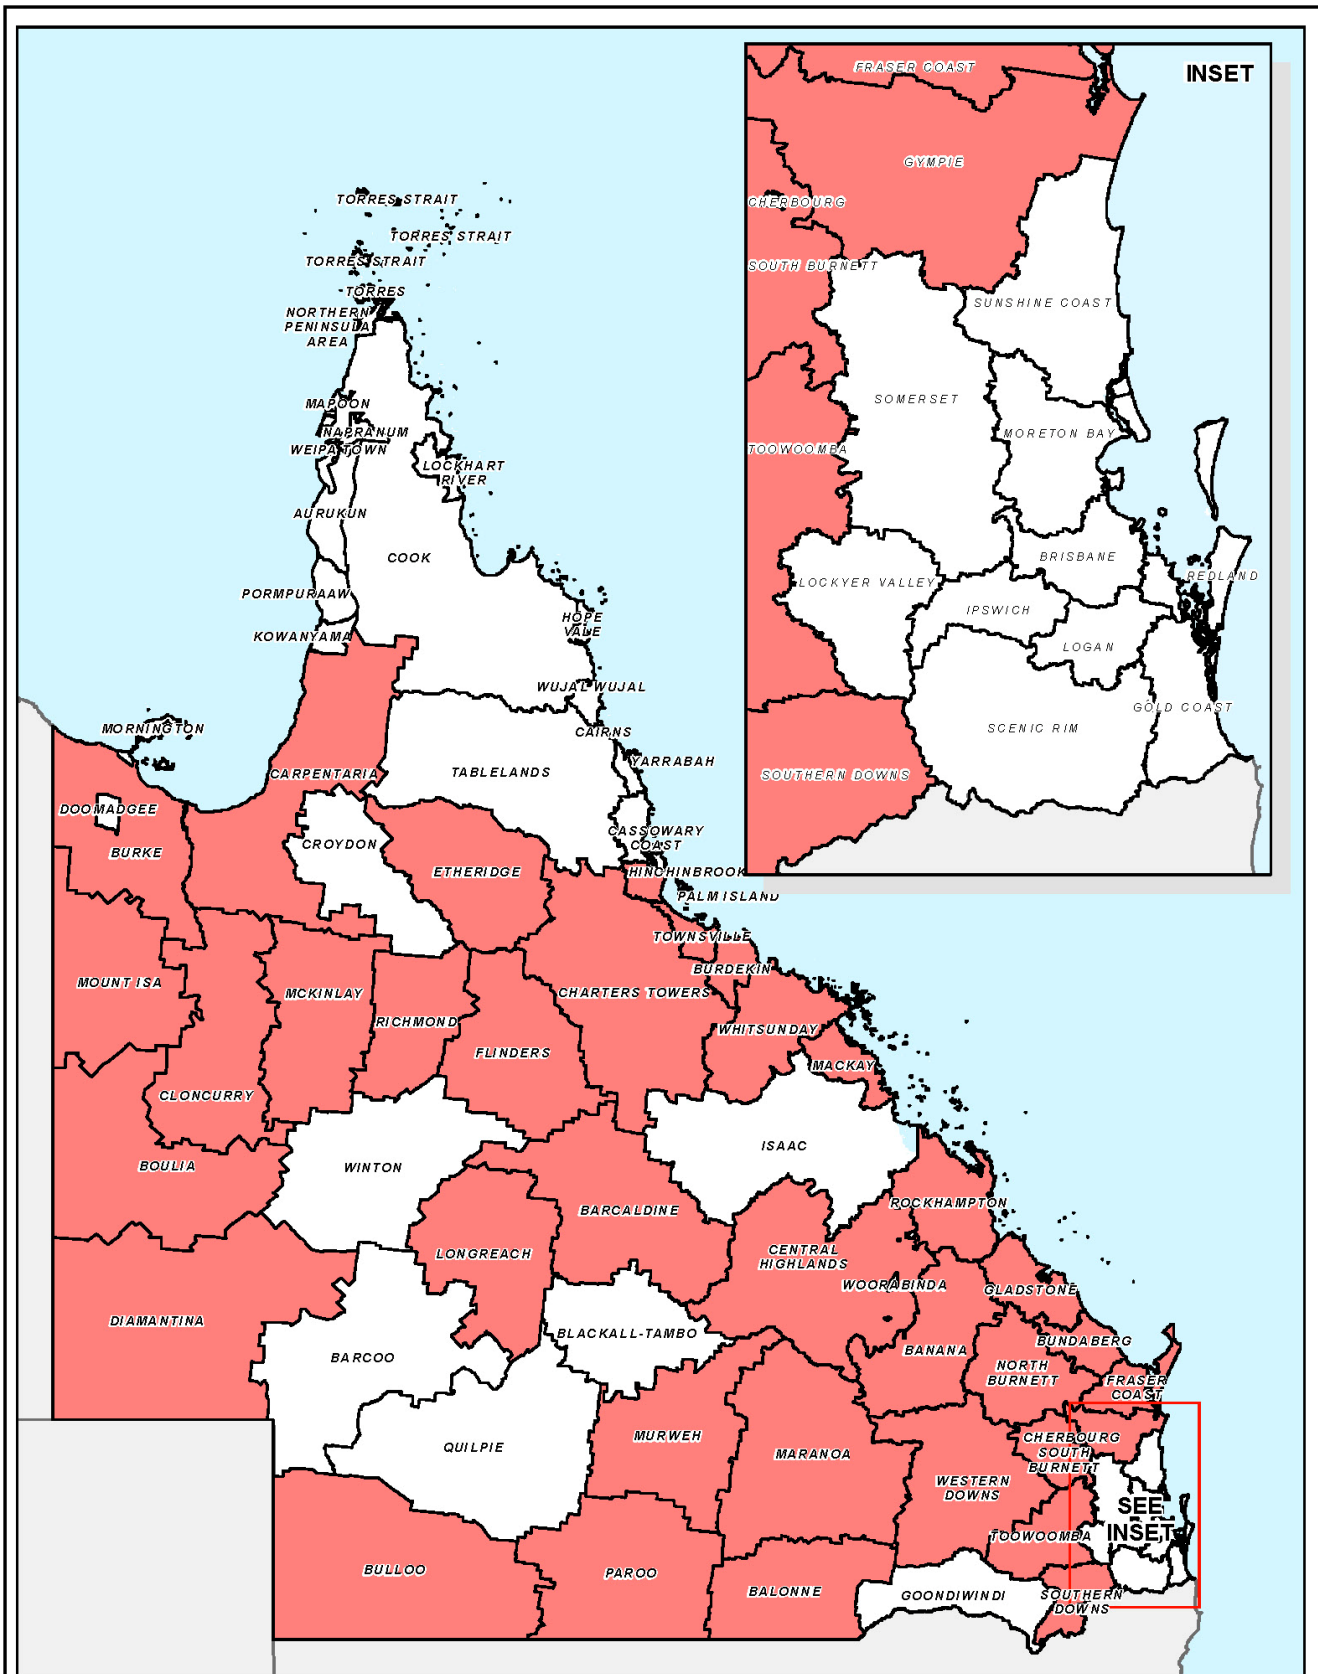 INSET
FRASER COAST
GYMPIE
CHERBOURG
SOUTH BURNETT
SUNSHINE COAST
SOMERSET
MORETON BAY
TOOWOOMBA
BRISBANE
REDLAND
LOCKYER VALLEY
IPSWICH
LOGAN
GOLD COAST
SCENIC RIM
SOUTHERN DOWNS
TORRES STRAIT
TORRES STRAIT
TORRES STRAIT
TORRES
NORTHERN
PENINSULA
AREA
MAPOON
NAPRANUM
WEIPA TOWN
LOCKHART
RIVER
AURUKUN
COOK
PORMPURAAW
HOPE
VALE
KOWANYAMA
WUJAL WUJAL
MORNINGTON
CAIRNS
YARRABAH
CARPENTARIA
TABLELANDS
DOOMADGEE
CASSOWARY
COAST
CROYDON
BURKE
ETHERIDGE
HINCHINBROOK
PALM ISLAND
TOWNSVILLE
BURDEKIN
MOUNT ISA
MCKINLAY
CHARTERS TOWERS
RICHMOND
WHITSUNDAY
FLINDERS
MACKAY
CLONCURRY
ISAAC
BOULIA
WINTON
ROCKHAMPTON
BARCALDINE
LONGREACH
CENTRAL
HIGHLANDS
WOORABINDA
GLADSTONE
DIAMANTINA
BLACKALL-TAMBO
BUNDABERG
BARCOO
BANANA
NORTH
BURNETT
FRASER
COAST
MURWEH
CHERBOURG
QUILPIE
MARANOA
SOUTH
BURNETT
WESTERN
DOWNS
SEE
INSET
TOOWOOMBA
BULLOO
PAROO
BALONNE
GOONDIWINDI
SOUTHERN
DOWNS